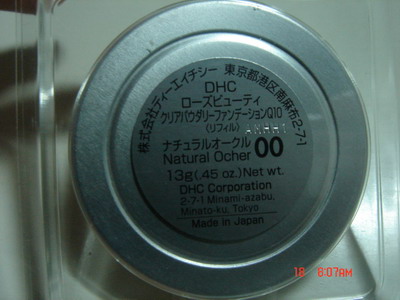 株式会社ディーエイチシー 東京都港区南麻布2-7-1
DHC
ローズビューティ
クリアパウダリーファンデーションQ10
(リフィル)
ナチュラルオークル 00
Natural Ocher
13g(.45 oz.)Net wt.
DHC Corporation
2-7-1 Minami-azabu,
Minato-ku, Tokyo
Made in Japan
18 8:07AM